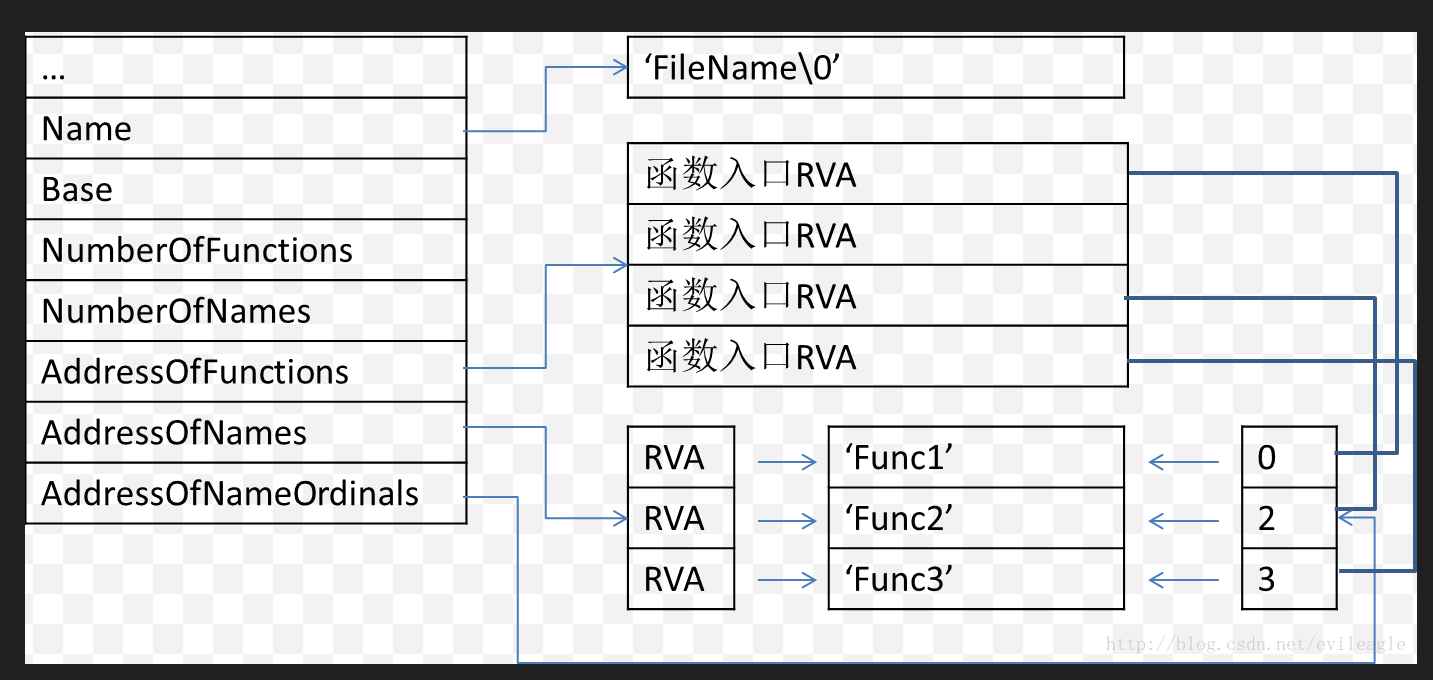 ...
Name
Base
NumberOfFunctions
NumberOfNames
AddressOfFunctions
AddressOfNames
AddressOfNameOrdinals
‘FileName\0’
函数入口RVA
函数入口RVA
函数入口RVA
函数入口RVA
RVA ‘Func1’ 0
RVA ‘Func2’ 2
RVA ‘Func3’ 3
http://blog.csdn.net/evileagle